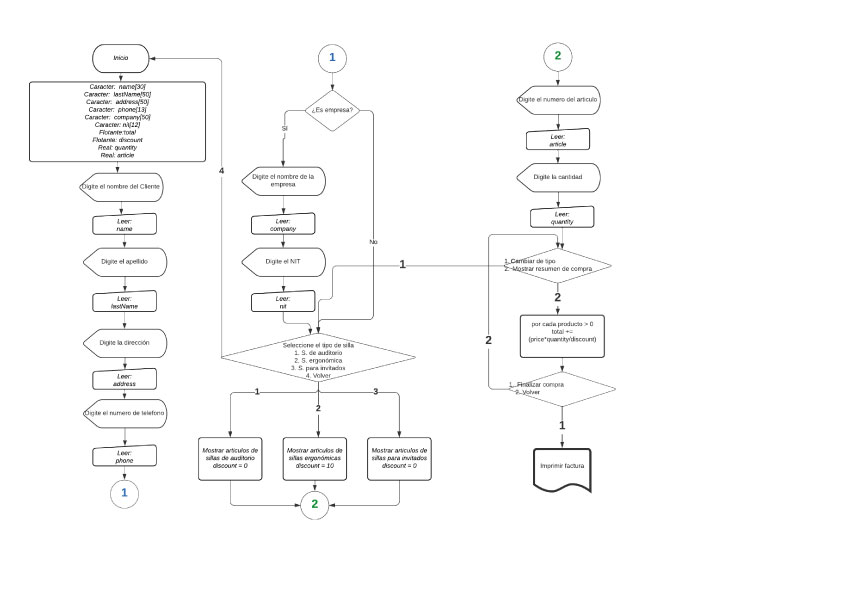 Inicio
Caracter: name[30]
Caracter: lastName[50]
Caracter: address[50]
Caracter: phone[13]
Caracter: company[50]
Caracter: nit[12]
Flotante:total
Flotante: discount
Real: quantity
Real: article
Digite el nombre del Cliente
Leer:
name
Digite el apellido
Leer:
lastName
Digite la dirección
Leer:
address
Digite el numero de telefono
Leer:
phone
1
4
1
¿Es empresa?
SI
No
Digite el nombre de la
empresa
Leer:
company
Digite el NIT
Leer:
nit
1
Seleccione el tipo de silla
1. S. de auditorio
2. S. ergonómica
3. S. para invitados
4. Volver
1
2
3
Mostrar articulos de
sillas de auditorio
discount = 0
Mostrar articulos de
sillas ergonómicas
discount = 10
Mostrar articulos de
sillas para invitados
discount = 0
2
2
Digite el numero del articulo
Leer:
article
Digite la cantidad
Leer:
quantity
1. Cambiar de tipo
2. Mostrar resumen de compra
2
por cada producto > 0
total +=
(price*quantity/discount)
2
1. Finalizar compra
2. Volver
1
Imprimir factura